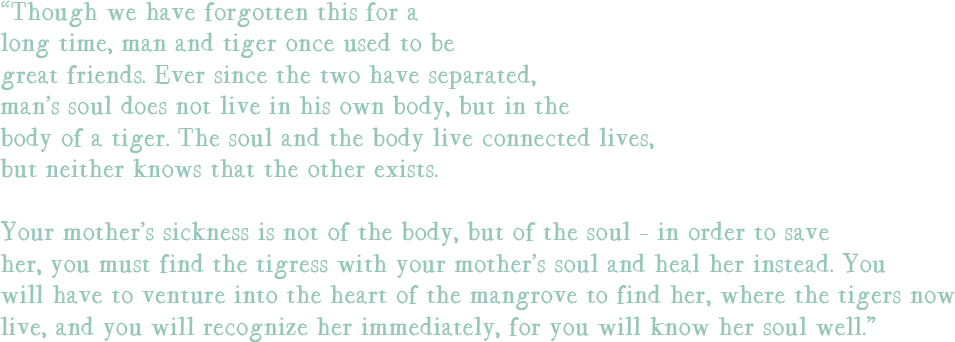 “Though we have forgotten this for a
long time, man and tiger once used to be
great friends. Ever since the two have separated,
man’s soul does not live in his own body, but in the
body of a tiger. The soul and the body live connected lives,
but neither knows that the other exists.

Your mother’s sickness is not of the body, but of the soul - in order to save
her, you must find the tigress with your mother’s soul and heal her instead. You
will have to venture into the heart of the mangrove to find her, where the tigers now
live, and you will recognize her immediately, for you will know her soul well.”